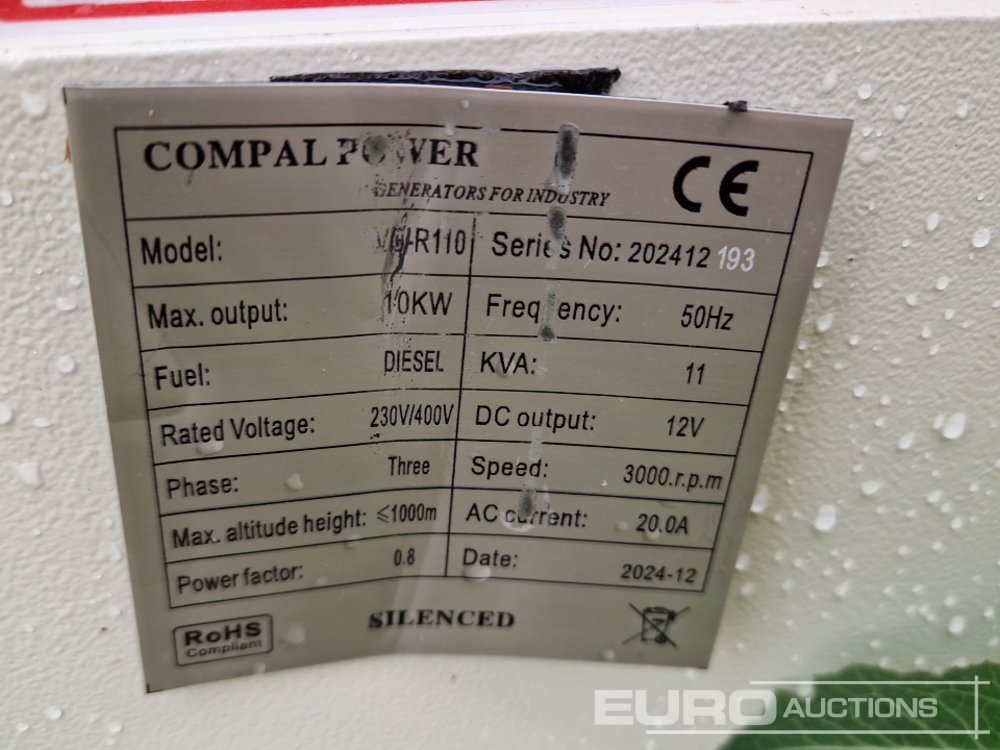 COMPAL POWER
GENERATORS FOR INDUSTRY
CE
Model: -R110 Series No: 202412 193
Max. output: 10KW Frequency: 50Hz
Fuel: DIESEL KVA: 11
Rated Voltage: 230V/400V DC output: 12V
Phase: Three Speed: 3000.r.p.m
Max. altitude height: ≤1000m AC current: 20.0A
Power factor: 0.8 Date: 2024-12
SILENCED
RoHS
Compliant
EURO AUCTIONS